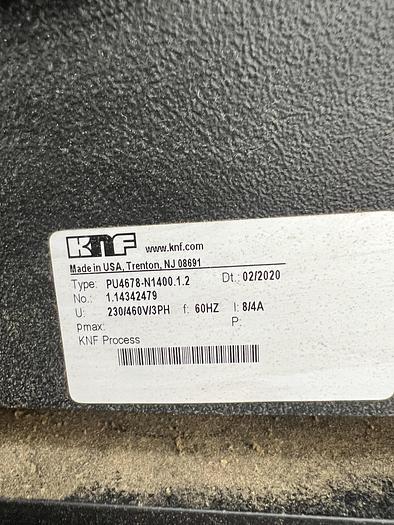 KNF www.knf.com
Made in USA, Trenton, NJ 08691
Type: PU4678-N1400.1.2 Dt.: 02/2020
No.: 1.14342479
U: 230/460V/3PH f: 60HZ I: 8/4A
pmax: P:
KNF Process